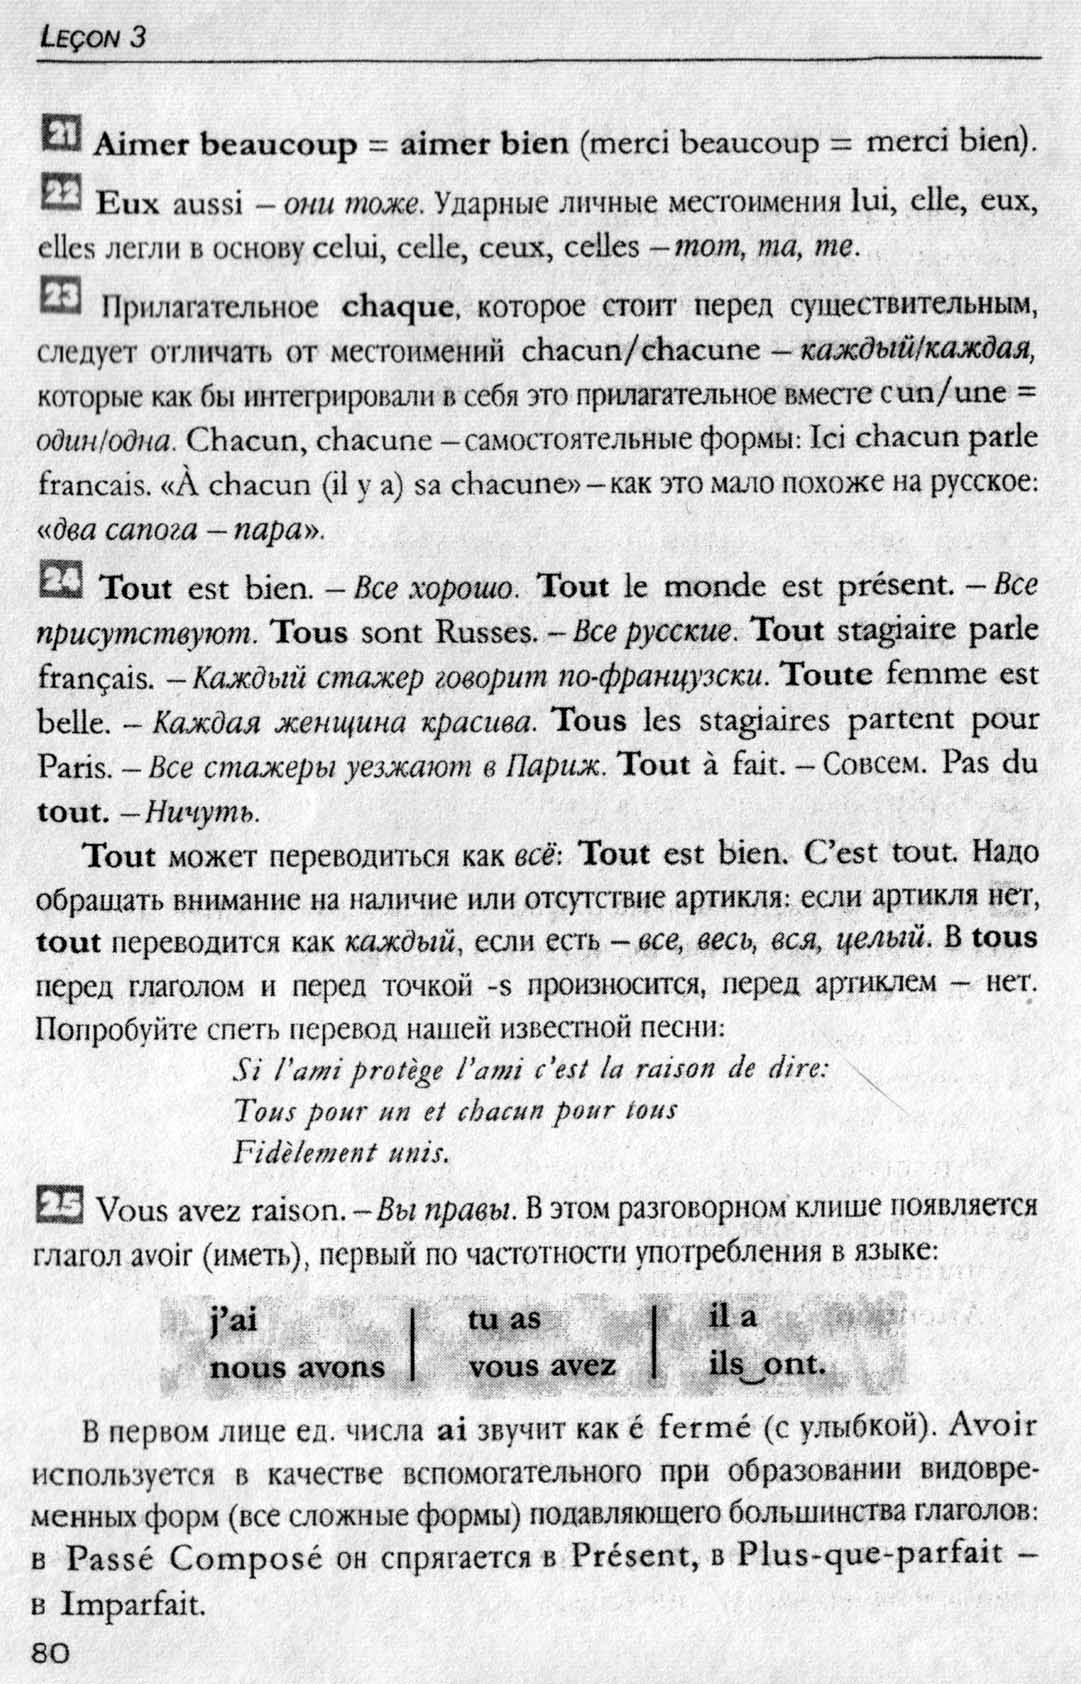 LEÇON 3
21 Aimer beaucoup = aimer bien (merci beaucoup = merci bien).
22 Eux aussi – они тоже. Ударные личные местоимения lui, elle, eux,
elles легли в основу celui, celle, ceux, celles – тот, та, те.
23 Прилагательное chaque, которое стоит перед существительным,
следует отличать от местоимений chacun/chacune – каждый/каждая,
которые как бы интегрировали в себя это прилагательное вместе c un/une =
один/одна. Chacun, chacune – самостоятельные формы: Ici chacun parle
francais. «À chacun (il y a) sa chacune» – как это мало похоже на русское:
«два сапога – пара».
24 Tout est bien. – Все хорошо. Tout le monde est présent. – Все
присутствуют. Tous sont Russes. – Все русские. Tout stagiaire parle
français. – Каждый стажер говорит по-французски. Toute femme est
belle. – Каждая женщина красива. Tous les stagiaires partent pour
Paris. – Все стажеры уезжают в Париж. Tout à fait. – Совсем. Pas du
tout. – Ничуть.
Tout может переводиться как всё: Tout est bien. C’est tout. Надо
обращать внимание на наличие или отсутствие артикля: если артикля нет,
tout переводится как каждый, если есть – все, весь, вся, целый. В tous
перед глаголом и перед точкой -s произносится, перед артиклем – нет.
Попробуйте спеть перевод нашей известной песни:
Si l’ami protège l’ami c’est la raison de dire:
Tous pour un et chacun pour tous
Fidèlement unis.
25 Vous avez raison. – Вы правы. В этом разговорном клише появляется
глагол avoir (иметь), первый по частотности употребления в языке:
j’ai | tu as | il a
nous avons | vous avez | ils‿ont.
В первом лице ед. числа ai звучит как é fermé (с улыбкой). Avoir
используется в качестве вспомогательного при образовании видовре-
менных форм (все сложные формы) подавляющего большинства глаголов:
в Passé Composé он спрягается в Présent, в Plus-que-parfait –
в Imparfait.
80